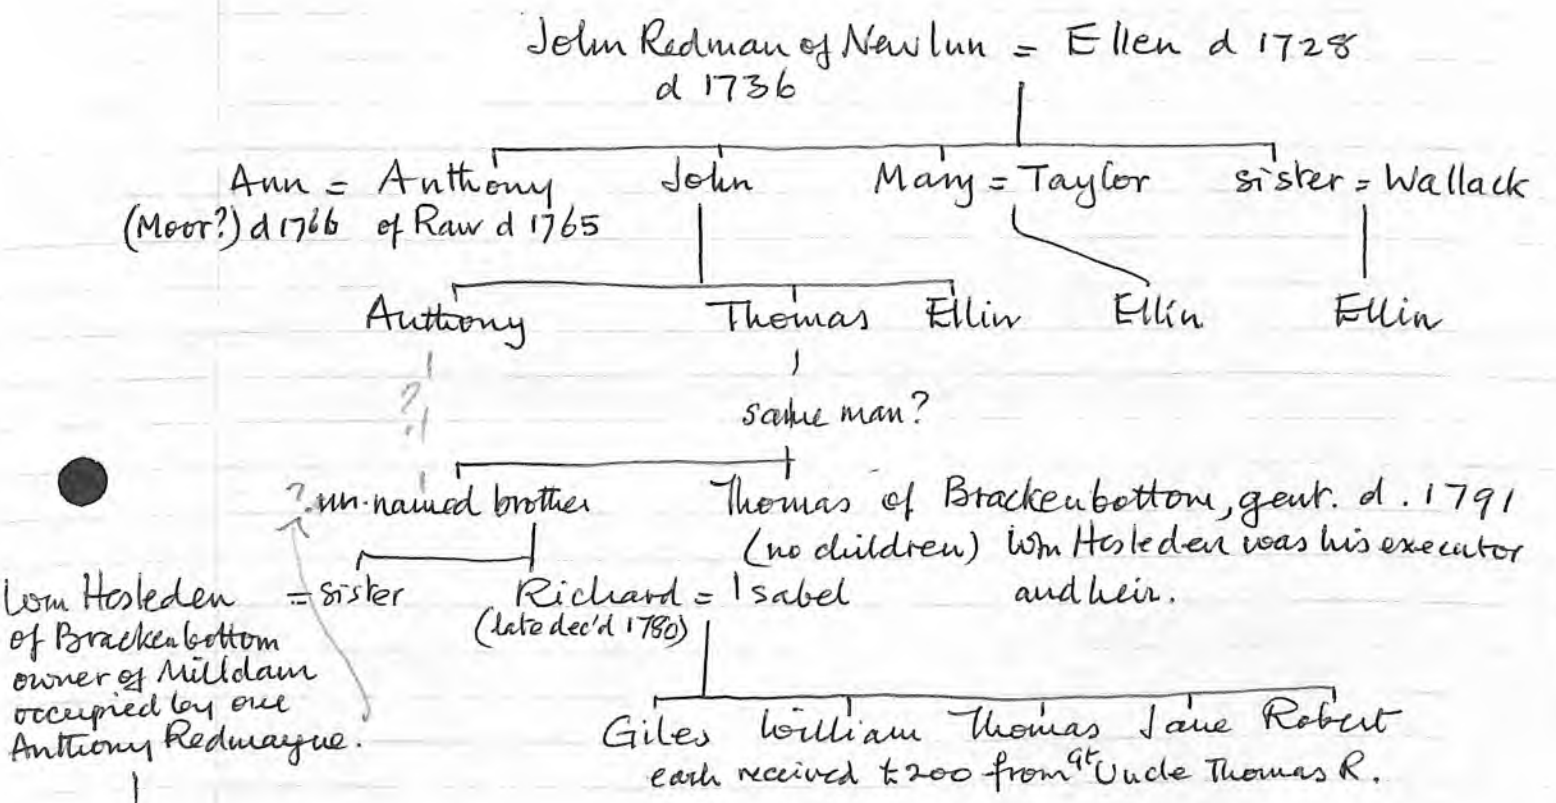 John Redman of Newlun = Ellen d 1728
d 1736
Ann = Anthony John Mary = Taylor sister = Wallack
(Moor?) d 1766 of Raw d 1765
Anthony Thomas Ellin Ellin Ellin
?
same man?
? un-named brother Thomas of Brackenbottom, gent. d. 1791
(no children) Wm Hesleden was his executor
and heir.
Wm Hesleden = sister Richard = Isabel
of Brackenbottom (late dec'd 1780)
owner of Milldam
occupied by one
Anthony Redmayne.
Giles William Thomas Jane Robert
each received £200 from gt Uncle Thomas R.